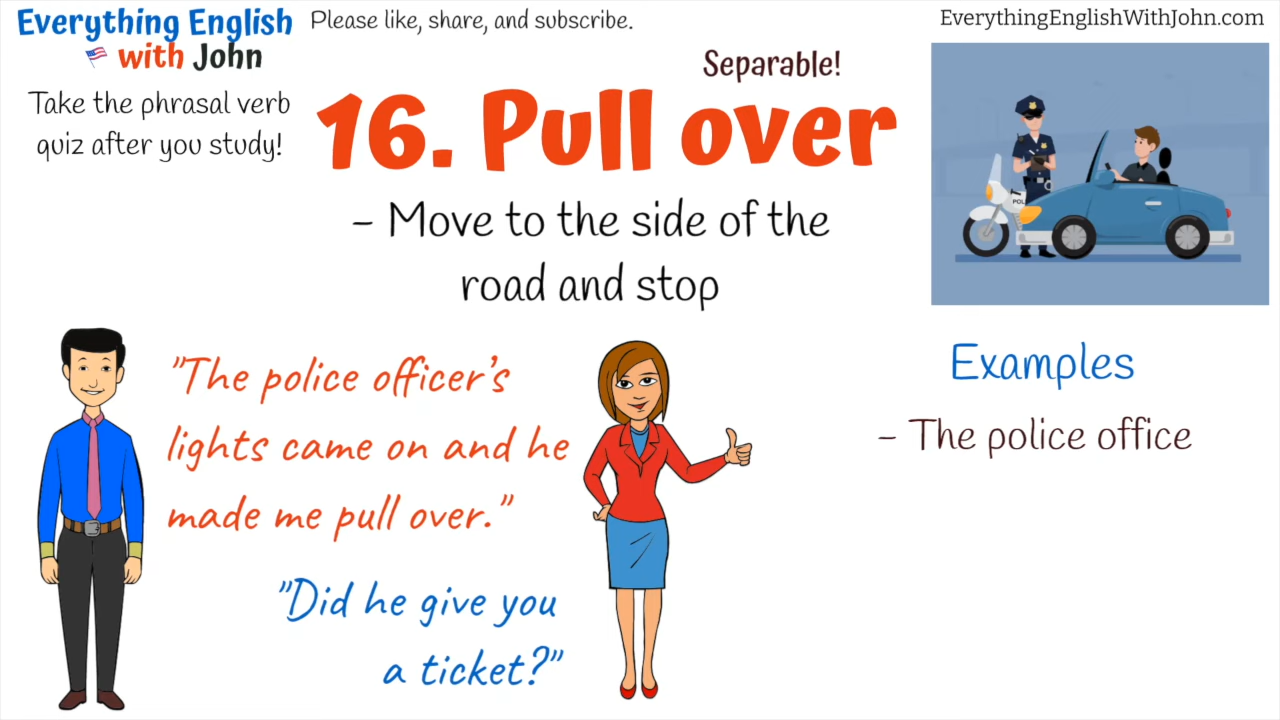 Everything English
with John
Please like, share, and subscribe.
EverythingEnglishWithJohn.com
Take the phrasal verb
quiz after you study!
Separable!
16. Pull over
- Move to the side of the
road and stop
POL
"The police officer's
lights came on and he
made me pull over."
"Did he give you
a ticket?"
Examples
- The police office